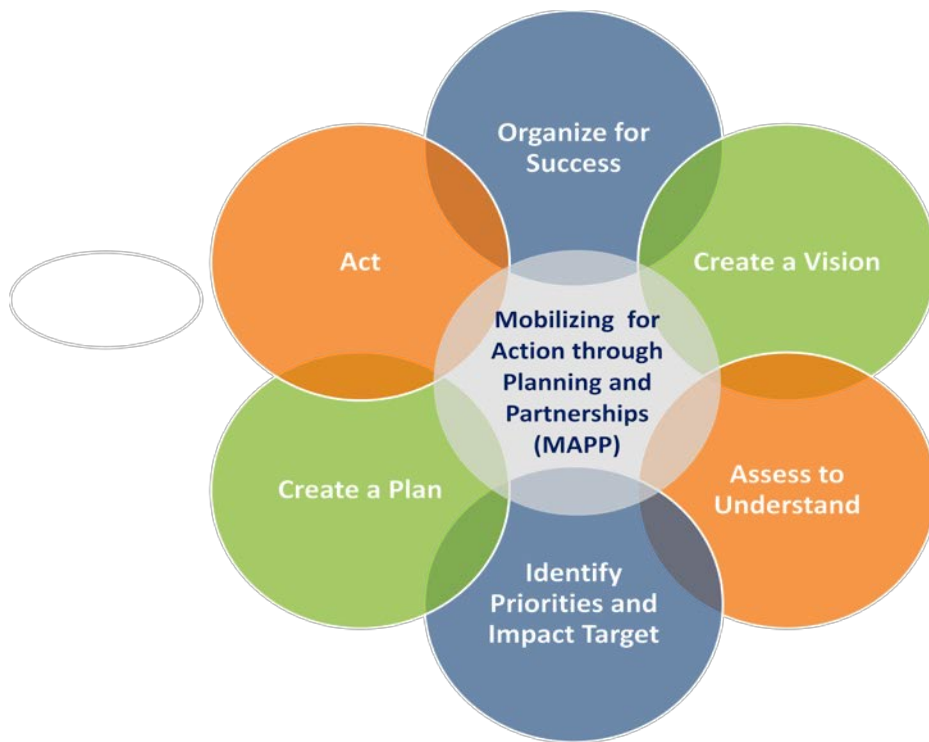 Organize for
Success
Act
Create a Vision
Mobilizing for
Action through
Planning and
Partnerships
(MAPP)
Create a Plan
Assess to
Understand
Identify
Priorities and
Impact Target